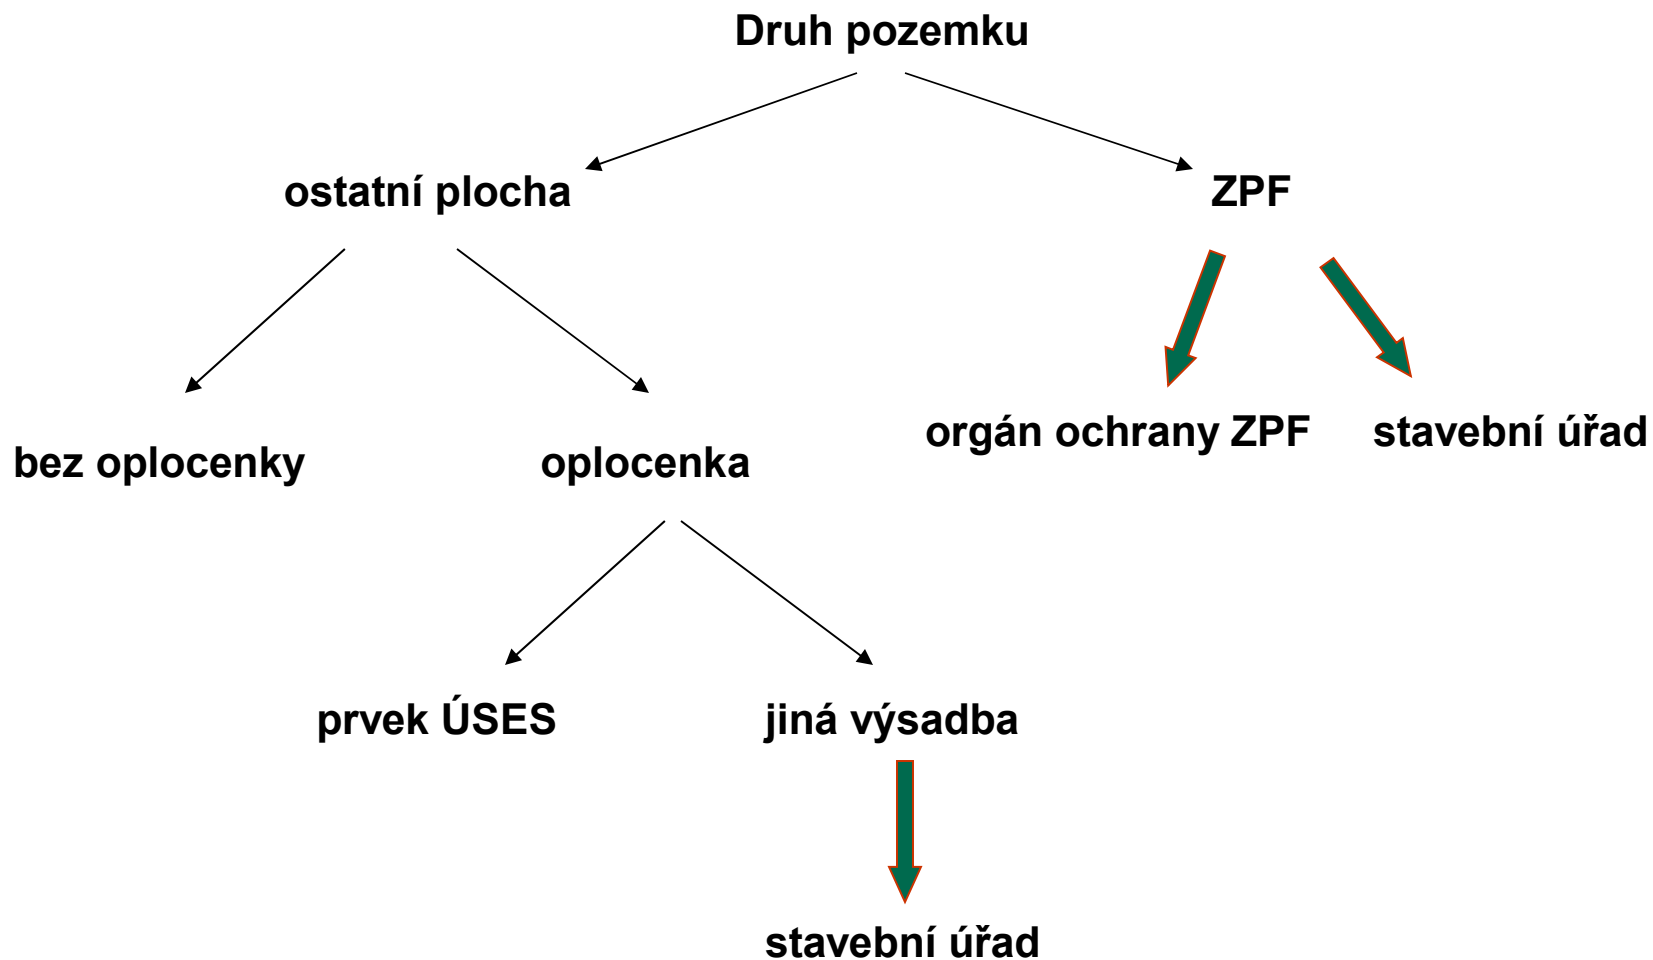 Druh pozemku
ostatní plocha
ZPF
orgán ochrany ZPF
stavební úřad
bez oplocenky
oplocenka
prvek ÚSES
jiná výsadba
stavební úřad